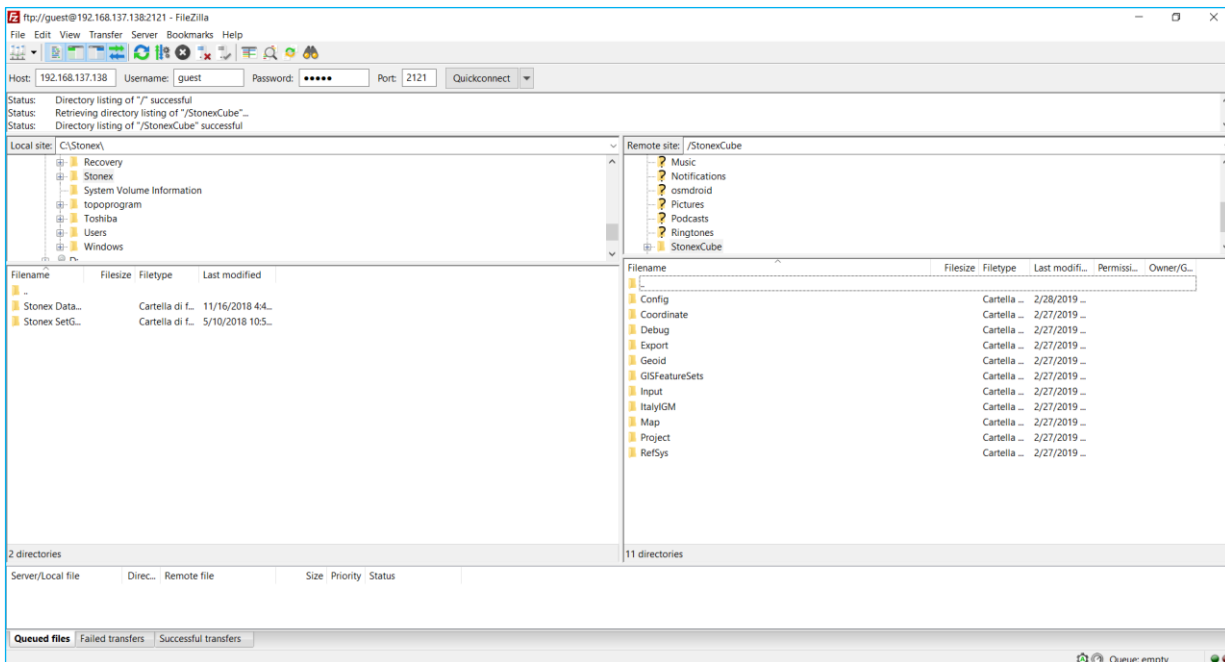 ftp://guest@192.168.137.138:2121 - FileZilla
File Edit View Transfer Server Bookmarks Help
Host: 192.168.137.138 Username: guest Password: ●●●●● Port: 2121 Quickconnect
Status: Directory listing of "/" successful
Status: Retrieving directory listing of "/StonexCube"...
Status: Directory listing of "/StonexCube" successful
Local site: C:\Stonex\
Recovery
Stonex
System Volume Information
topoprogram
Toshiba
Users
Windows
Filename Filesize Filetype Last modified
..
Stonex Data... Cartella di f... 11/16/2018 4:4...
Stonex SetG... Cartella di f... 5/10/2018 10:5...
2 directories
Remote site: /StonexCube
Music
Notifications
osmdroid
Pictures
Podcasts
Ringtones
StonexCube
Filename Filesize Filetype Last modifi... Permissi... Owner/G...
..
Config Cartella ... 2/28/2019 ...
Coordinate Cartella ... 2/27/2019 ...
Debug Cartella ... 2/27/2019 ...
Export Cartella ... 2/27/2019 ...
Geoid Cartella ... 2/27/2019 ...
GISFeatureSets Cartella ... 2/27/2019 ...
Input Cartella ... 2/27/2019 ...
ItalyIGM Cartella ... 2/27/2019 ...
Map Cartella ... 2/27/2019 ...
Project Cartella ... 2/27/2019 ...
RefSys Cartella ... 2/27/2019 ...
11 directories
Server/Local file Direc... Remote file Size Priority Status
Queued files Failed transfers Successful transfers
Queue: empty